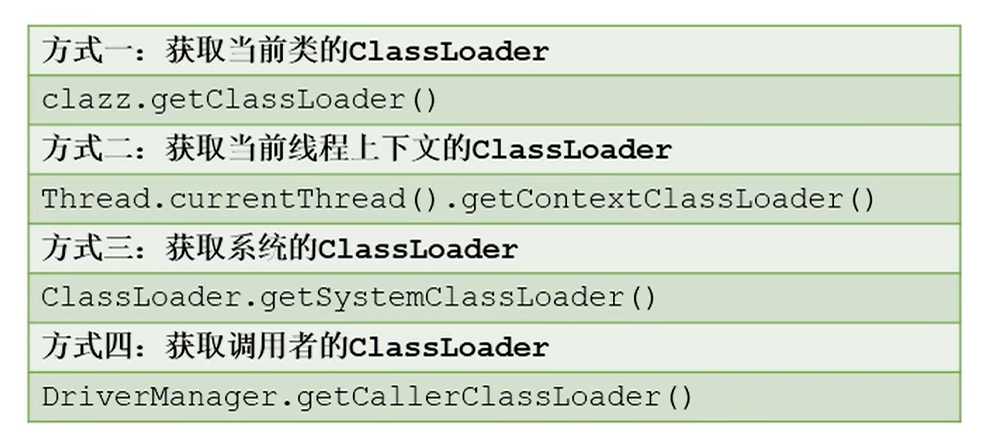 方式一：获取当前类的ClassLoader
clazz.getClassLoader()
方式二：获取当前线程上下文的ClassLoader
Thread.currentThread().getContextClassLoader()
方式三：获取系统的ClassLoader
ClassLoader.getSystemClassLoader()
方式四：获取调用者的ClassLoader
DriverManager.getCallerClassLoader()